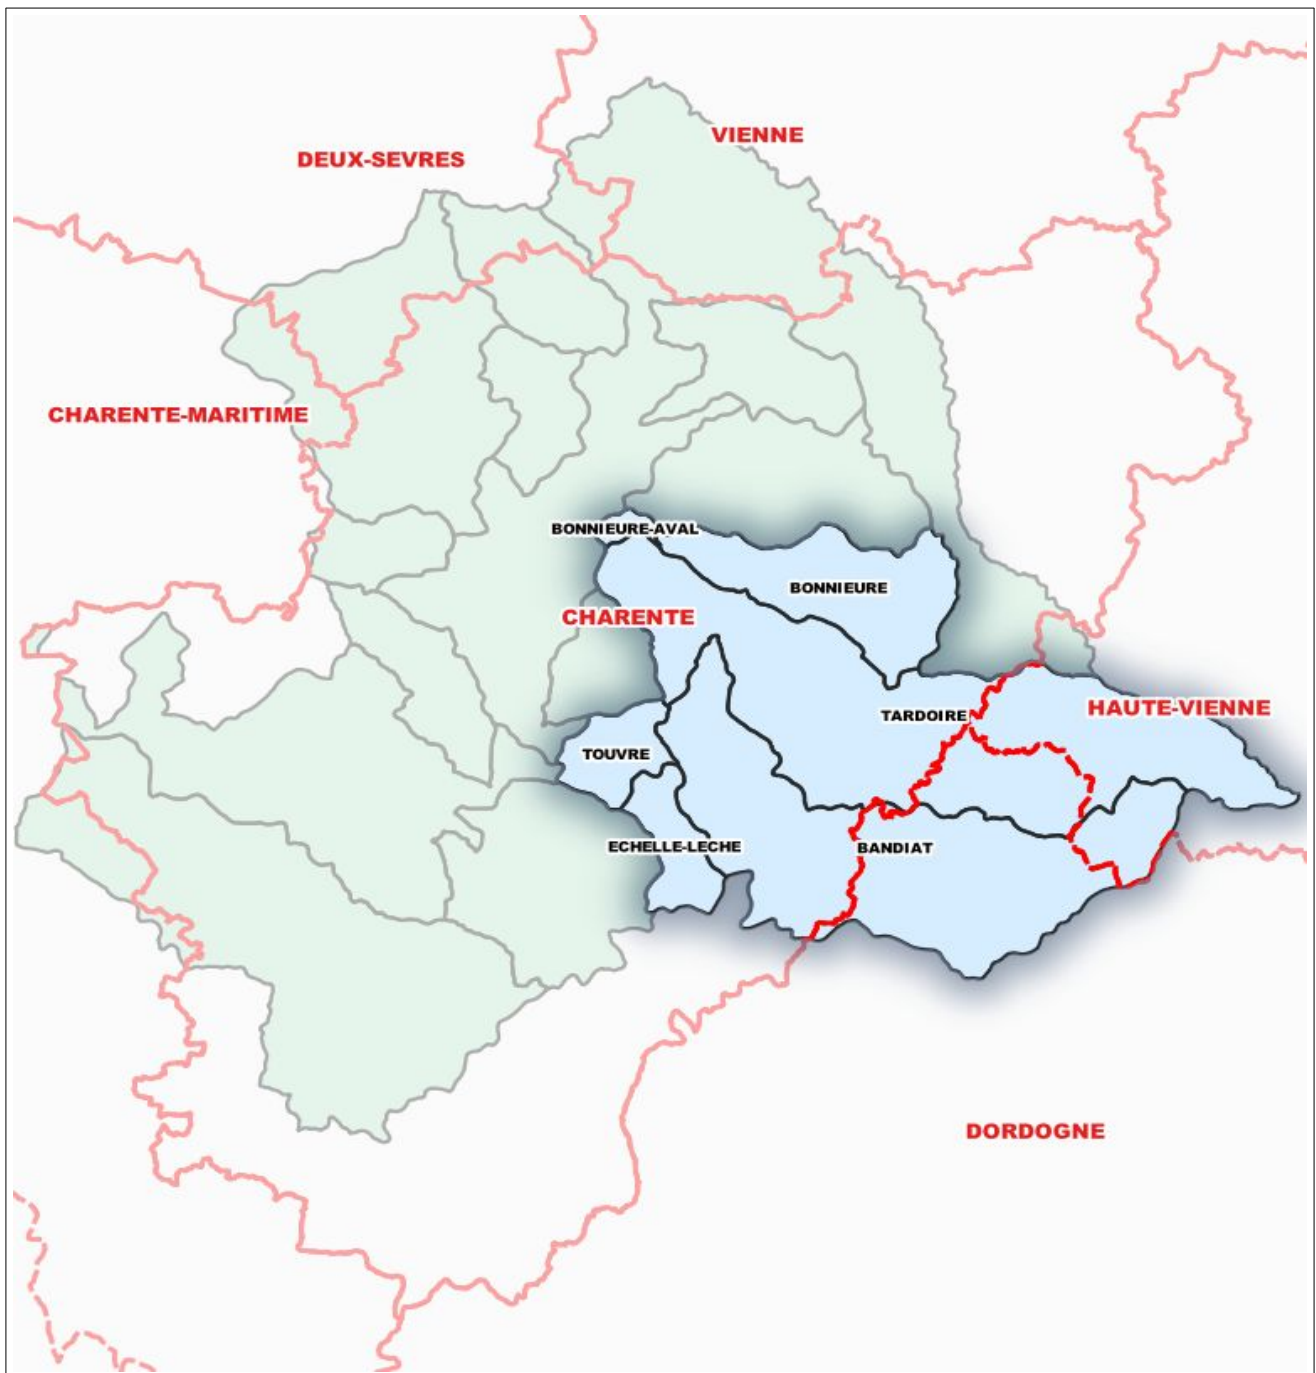 VIENNE
DEUX-SEVRES
CHARENTE-MARITIME
BONNIEURE-AVAL
BONNIEURE
CHARENTE
HAUTE-VIENNE
TARDOIRE
TOUVRE
ECHELLE-LECHE
BANDIAT
DORDOGNE